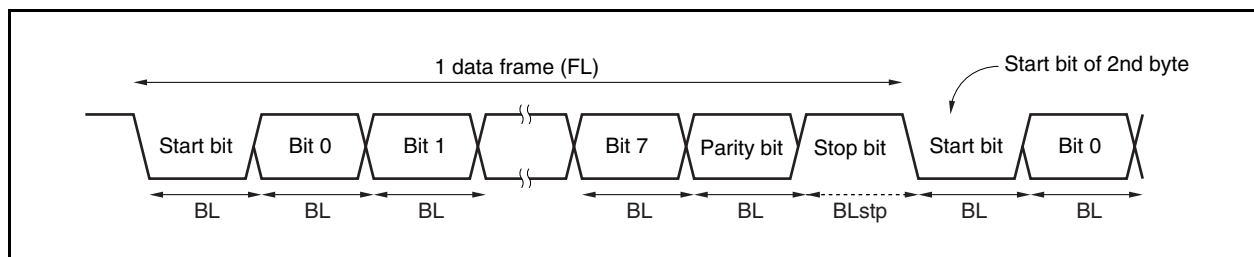 1 data frame (FL)
Start bit of 2nd byte
Start bit Bit 0 Bit 1 Bit 7 Parity bit Stop bit Start bit Bit 0
BL BL BL BL BL BLstp BL BL